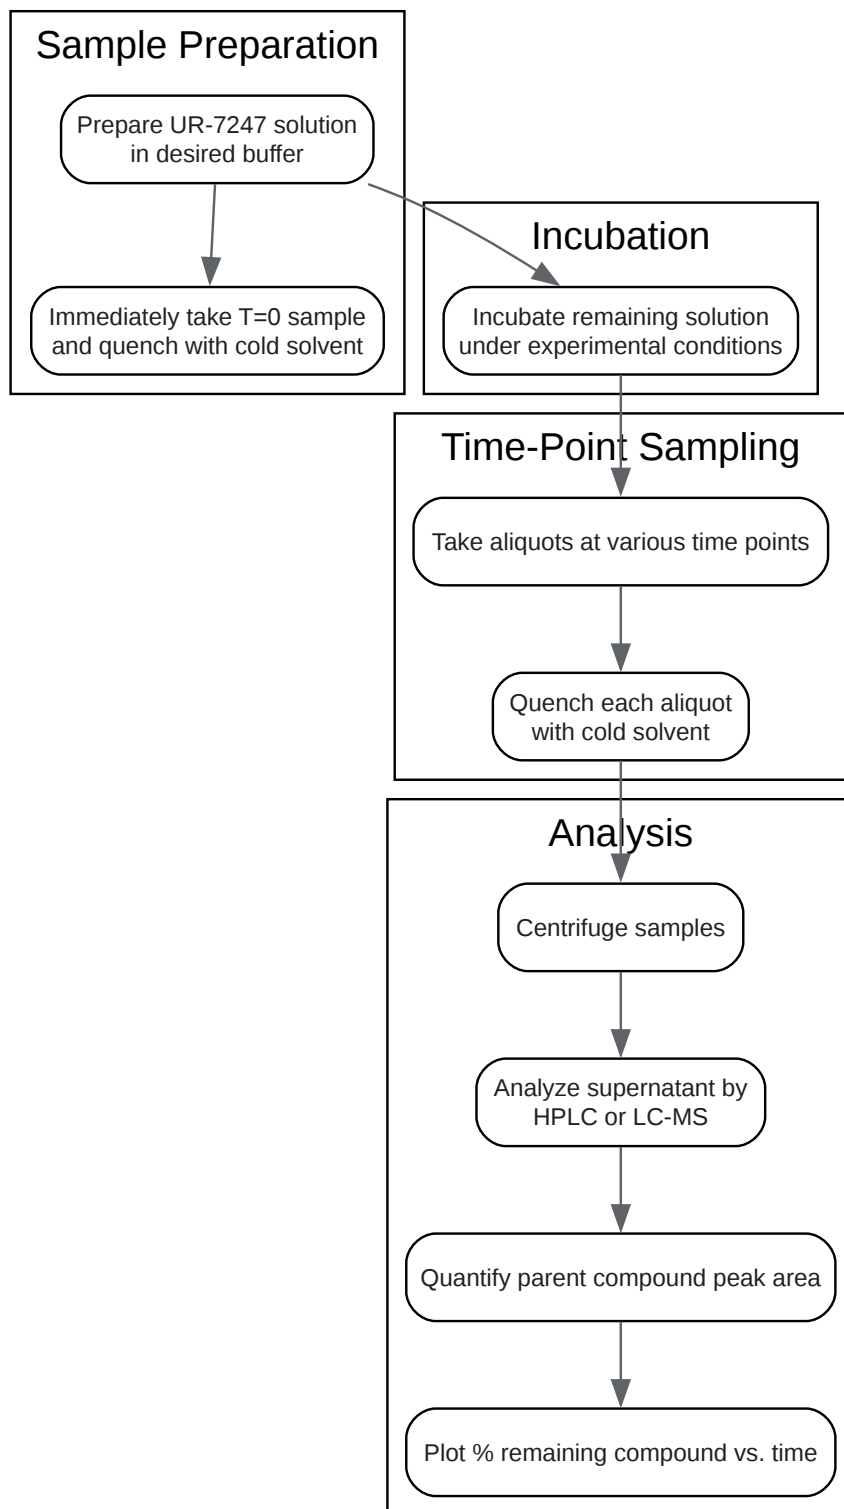 Sample Preparation
Prepare UR-7247 solution
in desired buffer
Immediately take T=0 sample
and quench with cold solvent
Incubation
Incubate remaining solution
under experimental conditions
Time-Point Sampling
Take aliquots at various time points
Quench each aliquot
with cold solvent
Analysis
Centrifuge samples
Analyze supernatant by
HPLC or LC-MS
Quantify parent compound peak area
Plot % remaining compound vs. time